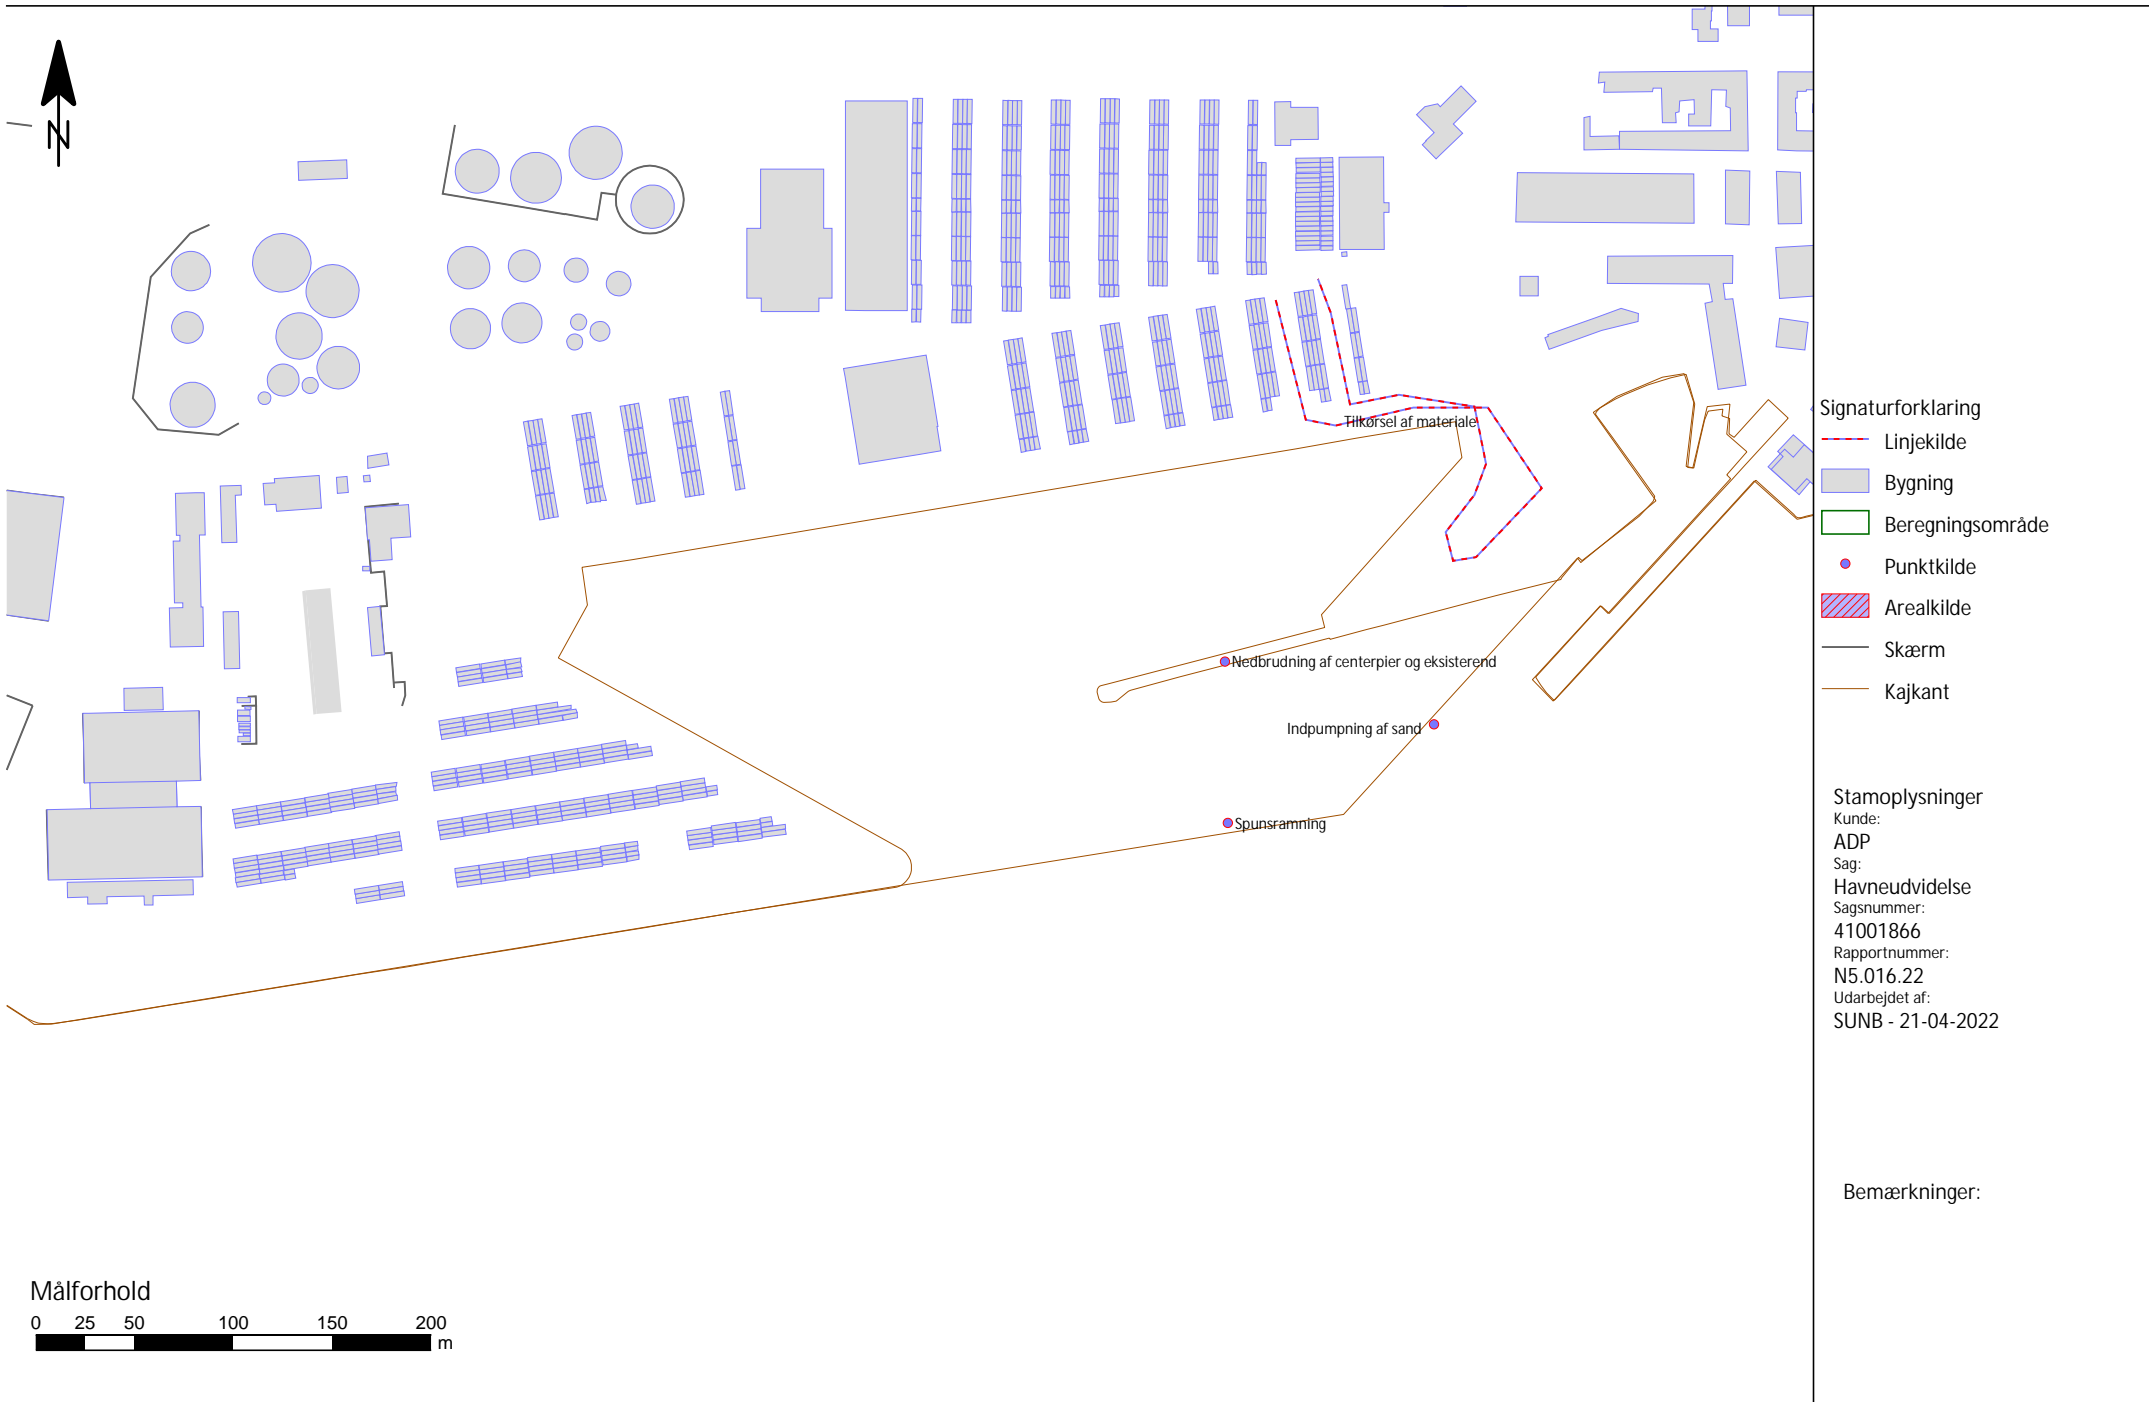 N
Tilkørsel af materiale
Nedbrudning af centerpier og eksisterend
Indpumpning af sand
Spunsramning
Målforhold
0 25 50 100 150 200
m
Signaturforklaring
Linjekilde
Bygning
Beregningsområde
Punktkilde
Arealkilde
Skærm
Kajkant
Stamoplysninger
Kunde:
ADP
Sag:
Havneudvidelse
Sagsnummer:
41001866
Rapportnummer:
N5.016.22
Udarbejdet af:
SUNB - 21-04-2022
Bemærkninger: